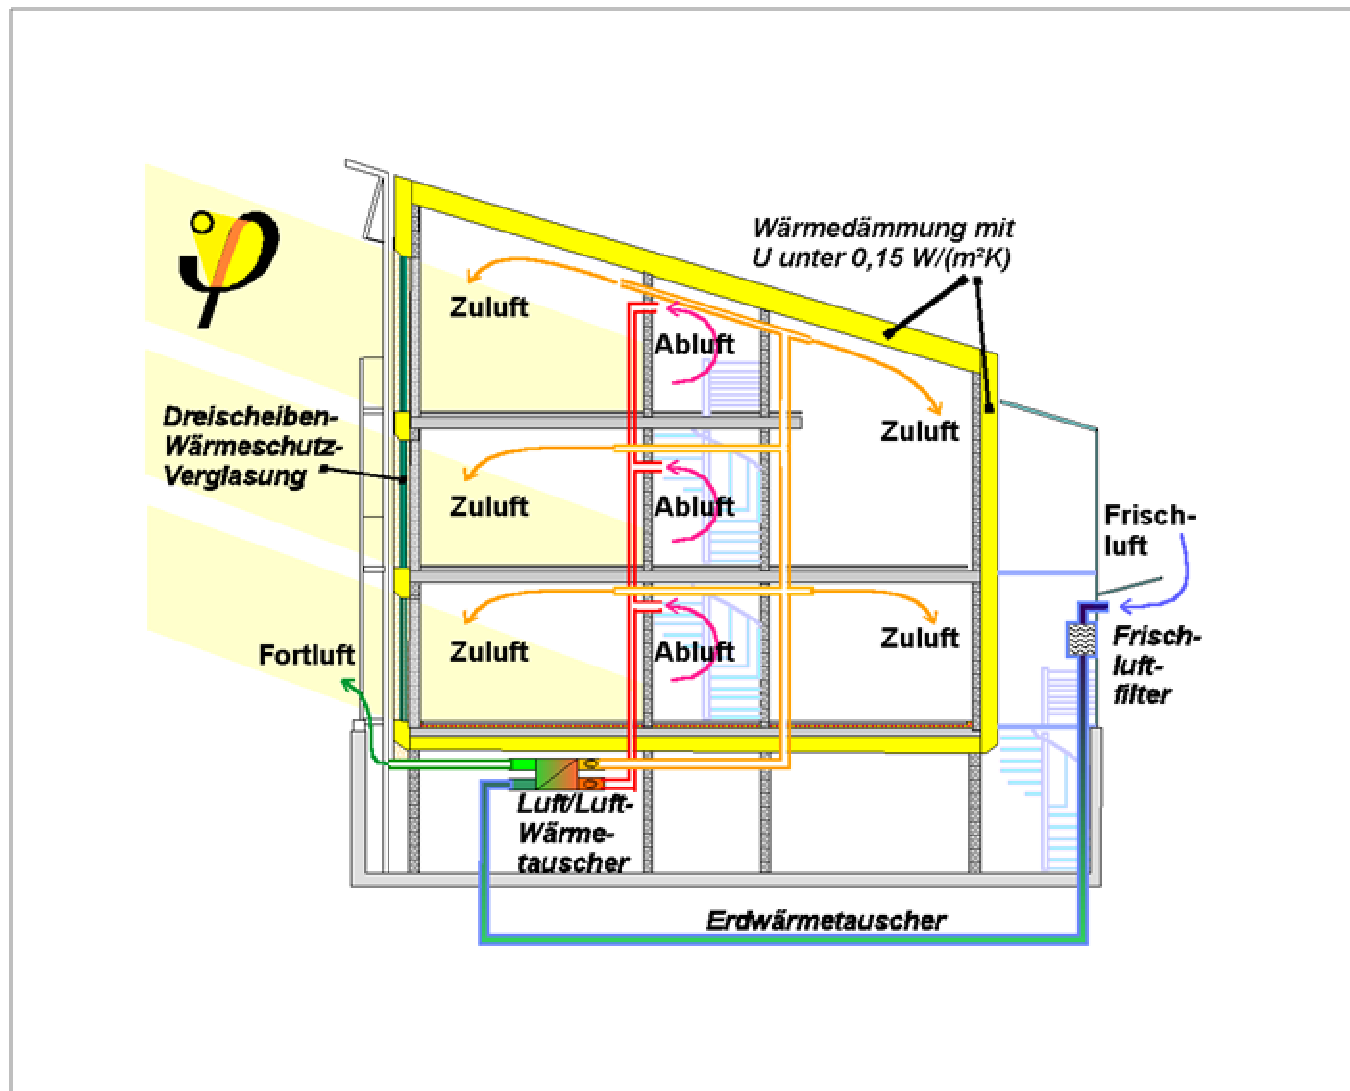 Wärmedämmung mit
U unter 0,15 W/(m²K)
Zuluft
Abluft
Dreischeiben-
Wärmeschutz-
Verglasung
Zuluft
Zuluft
Abluft
Frisch-
luft
Zuluft
Abluft
Zuluft
Fortluft
Frisch-
luft-
filter
Luft/Luft-
Wärme-
tauscher
Erdwärmetauscher